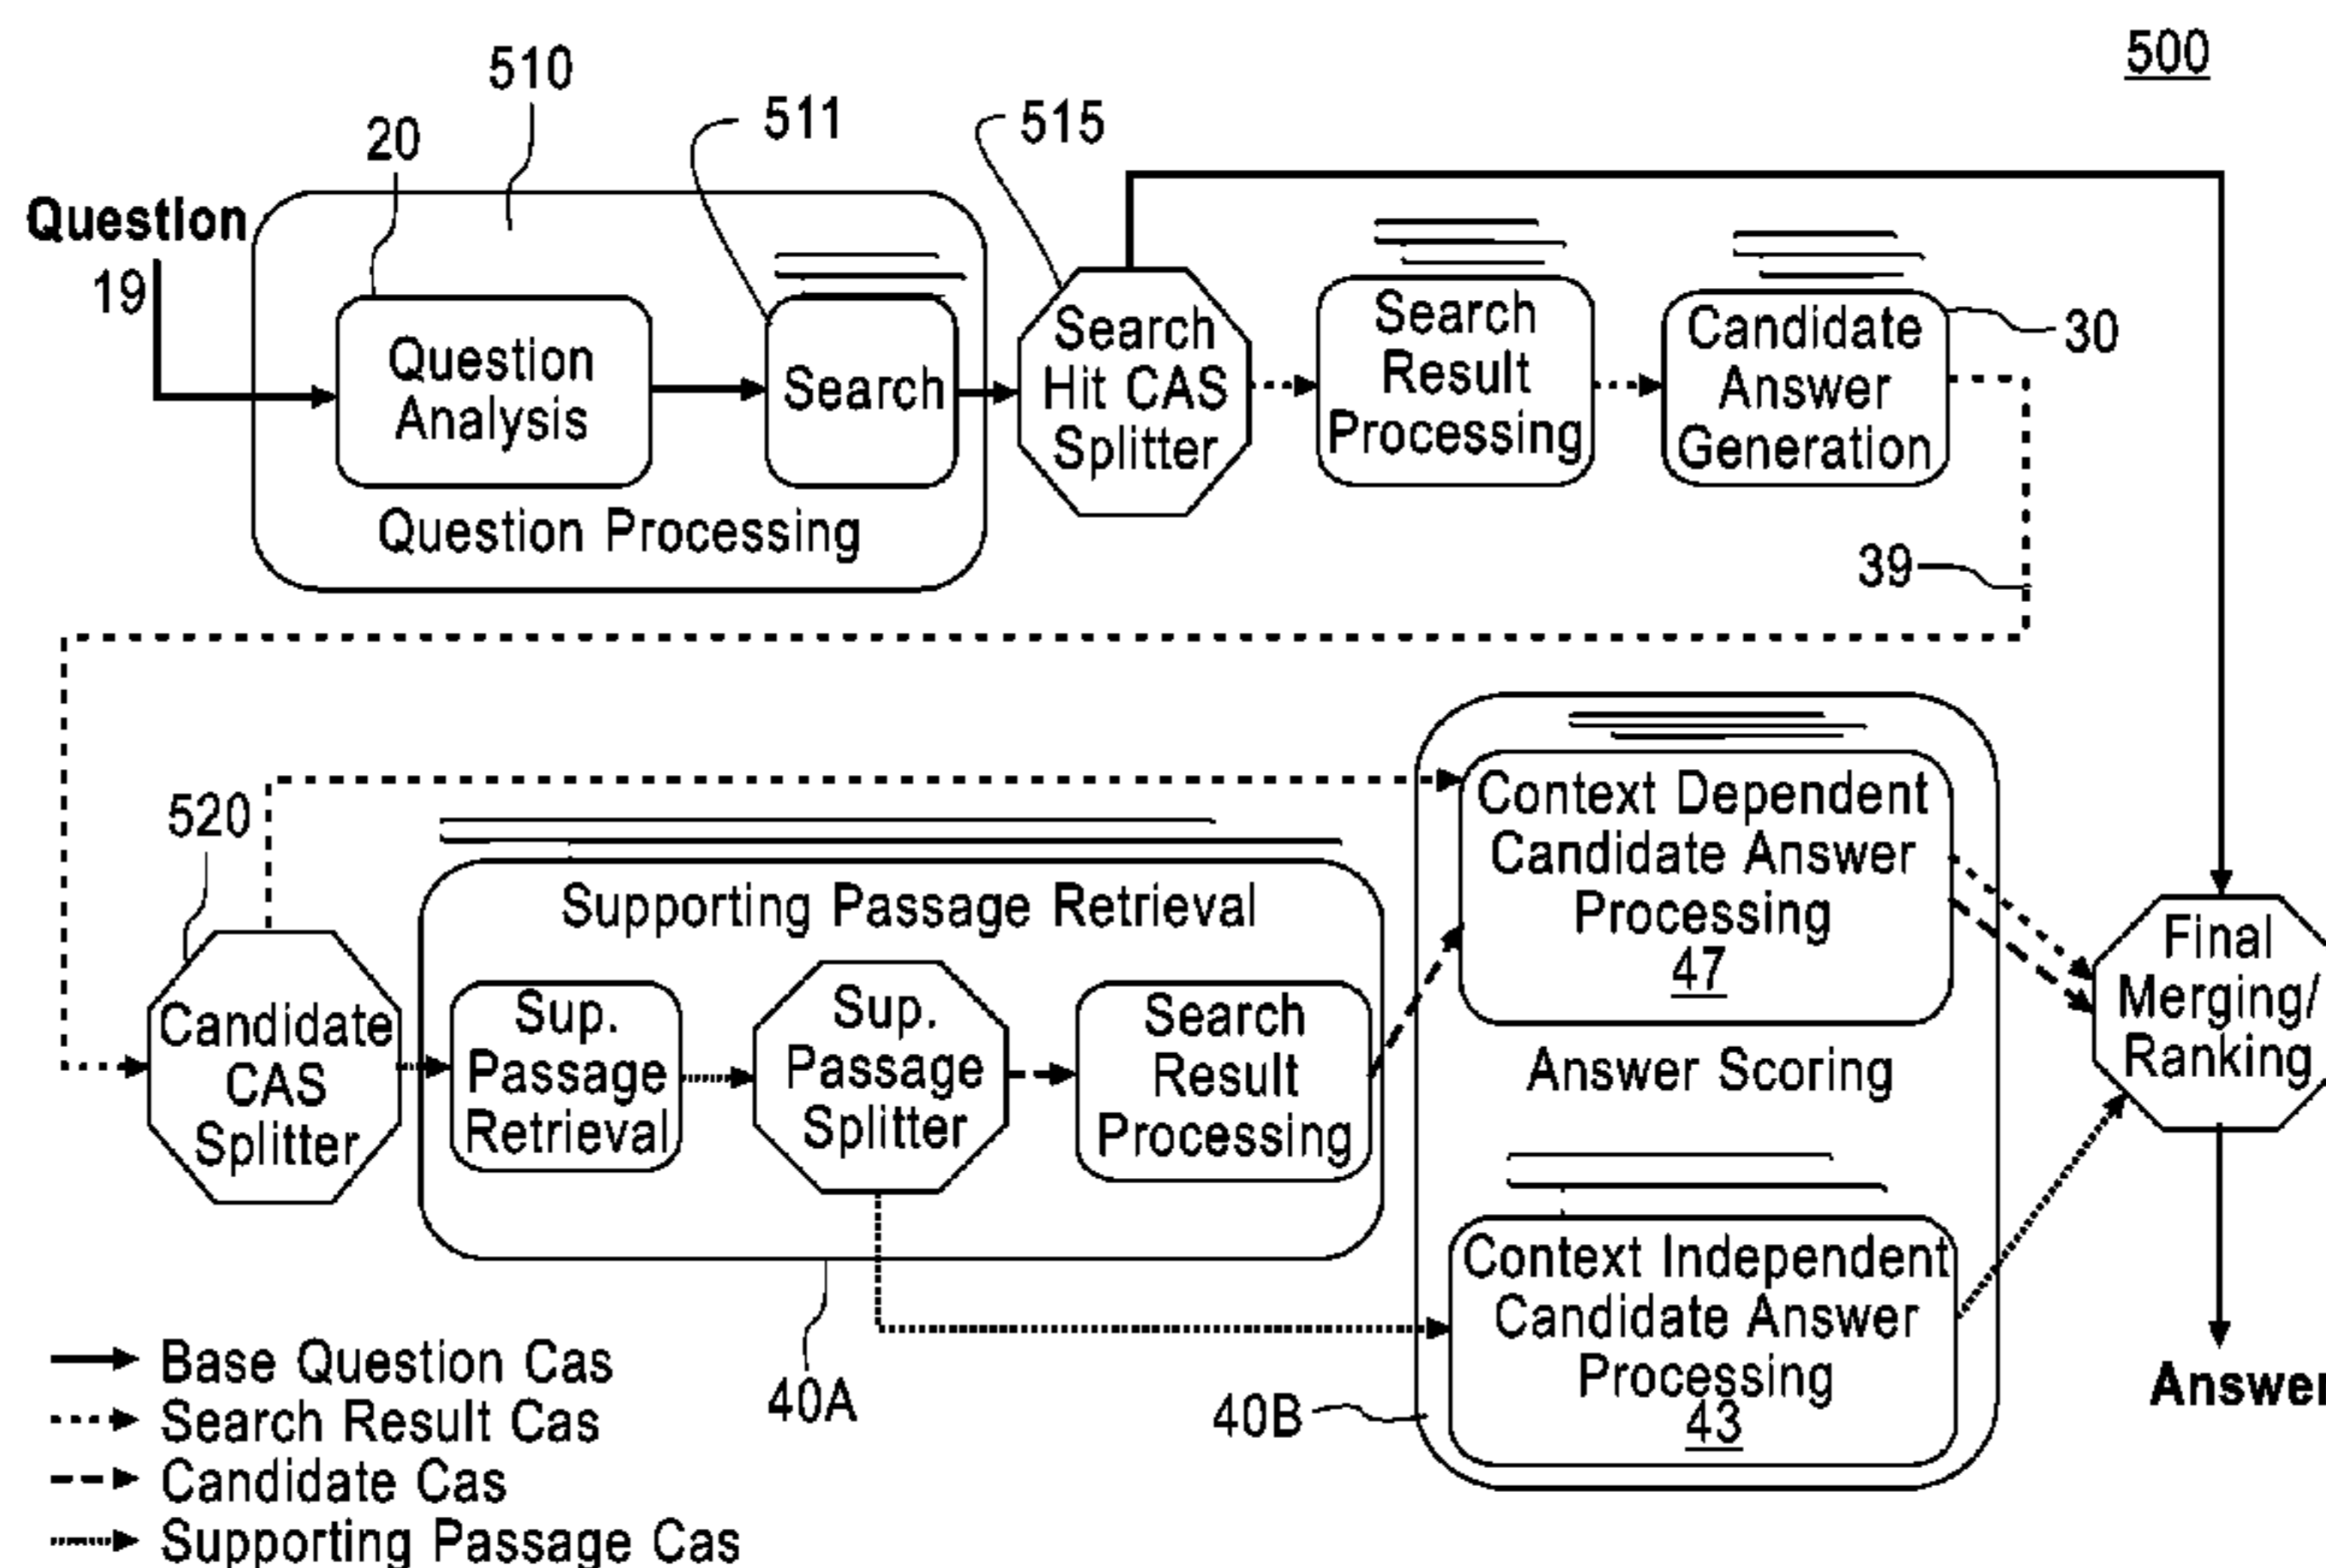 500
510
511
515
20
Question
19
Question
Analysis
Search
Question Processing
Search
Hit CAS
Splitter
Search
Result
Processing
Candidate
Answer
Generation
30
39
520
Candidate
CAS
Splitter
Supporting Passage Retrieval
Sup.
Passage
Retrieval
Sup.
Passage
Splitter
Search
Result
Processing
40A
Context Dependent
Candidate Answer
Processing
47
Answer Scoring
Context Independent
Candidate Answer
Processing
43
40B
Final
Merging/
Ranking
Answer
Base Question Cas
Search Result Cas
Candidate Cas
Supporting Passage Cas